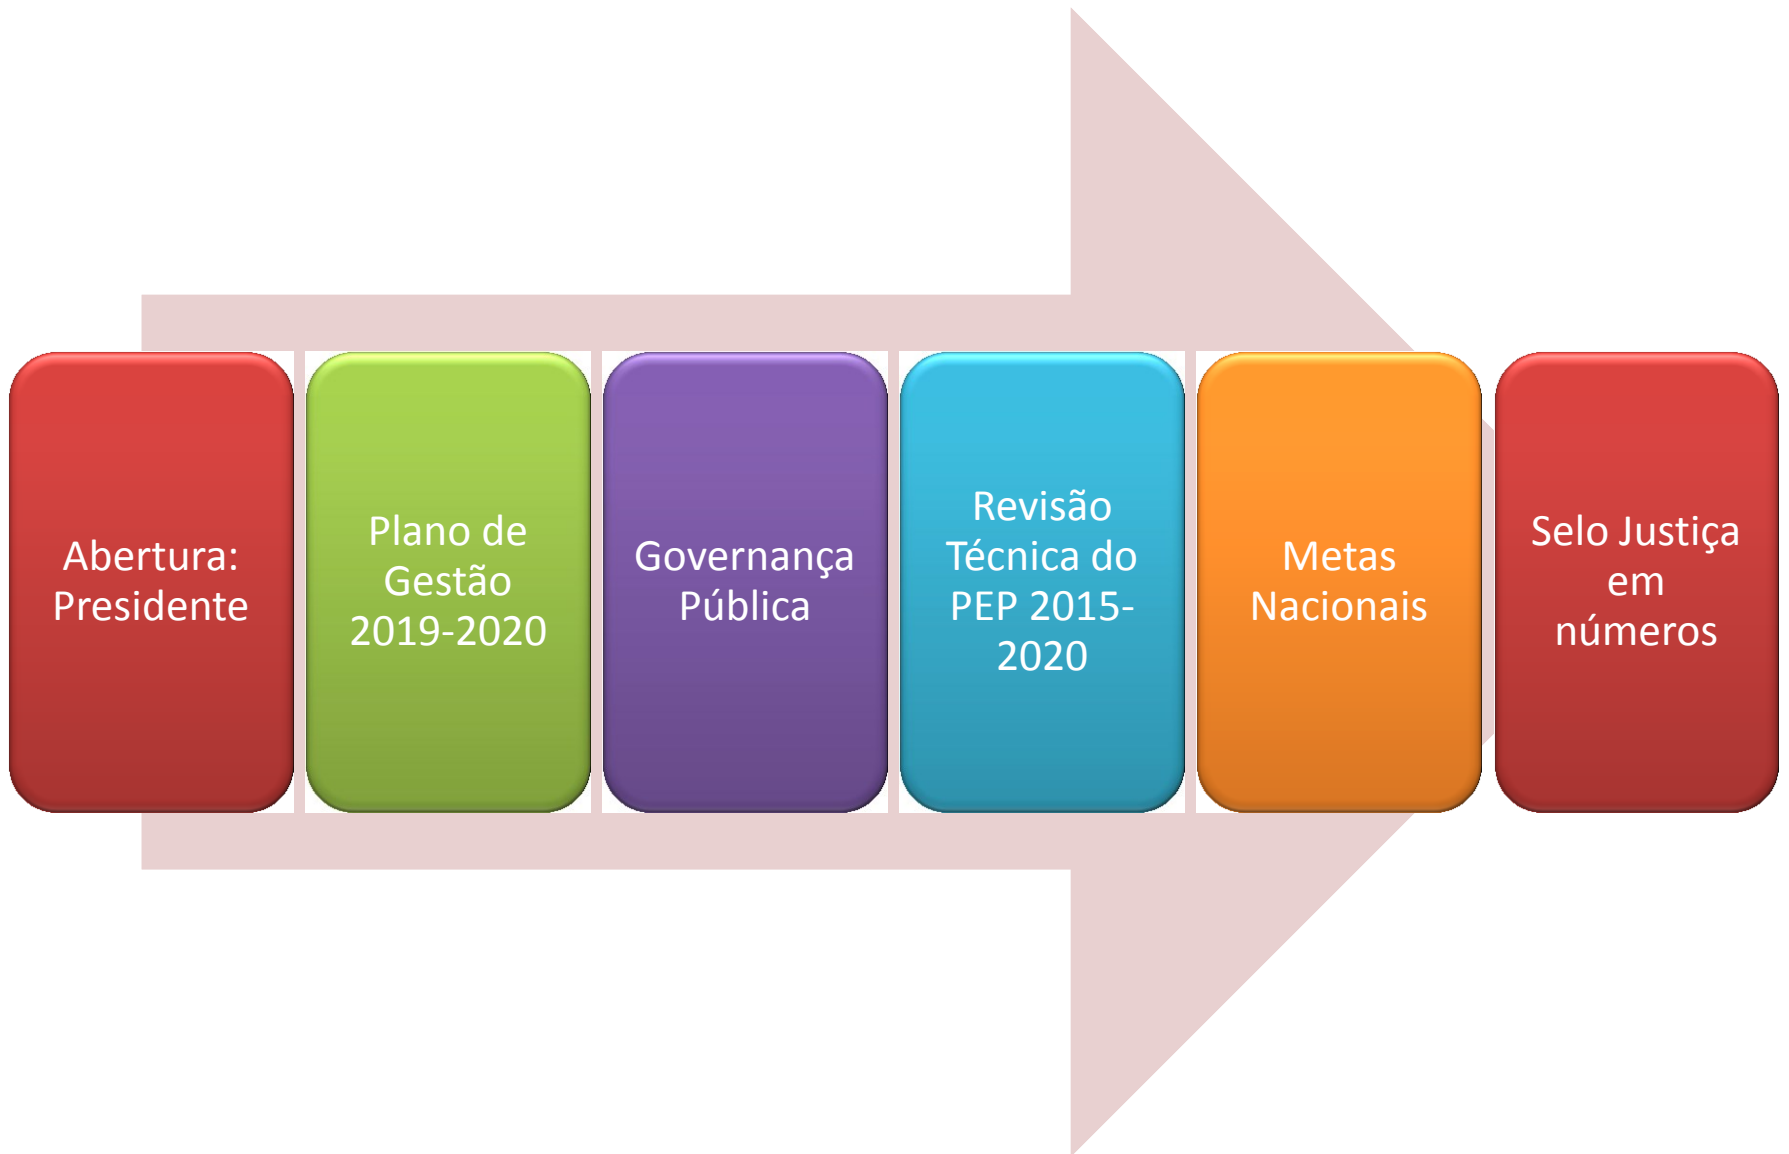 Abertura:
Presidente
Plano de
Gestão
2019-2020
Governança
Pública
Revisão
Técnica do
PEP 2015-
2020
Metas
Nacionais
Selo Justiça
em
números